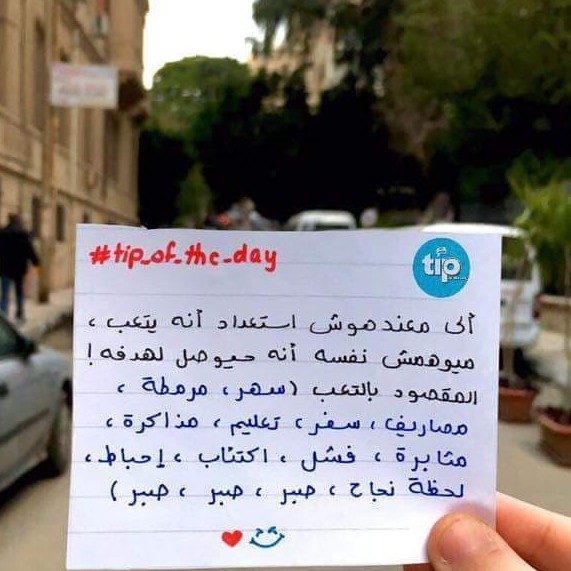 #tip_of_the_day
tip
ألى معندهوش استعداد أنه يتعب ،
ميوهمش نفسه أنه حيوصل لهدفه !
المقصود بالتعب (سهر ، مرمطة ،
مصاريف ، سفر ، تعليم ، مذاكرة ،
مثابرة ، فشل ، اكتئاب ، إحباط ،
لحظة نجاح ، صبر ، صبر ، صبر )